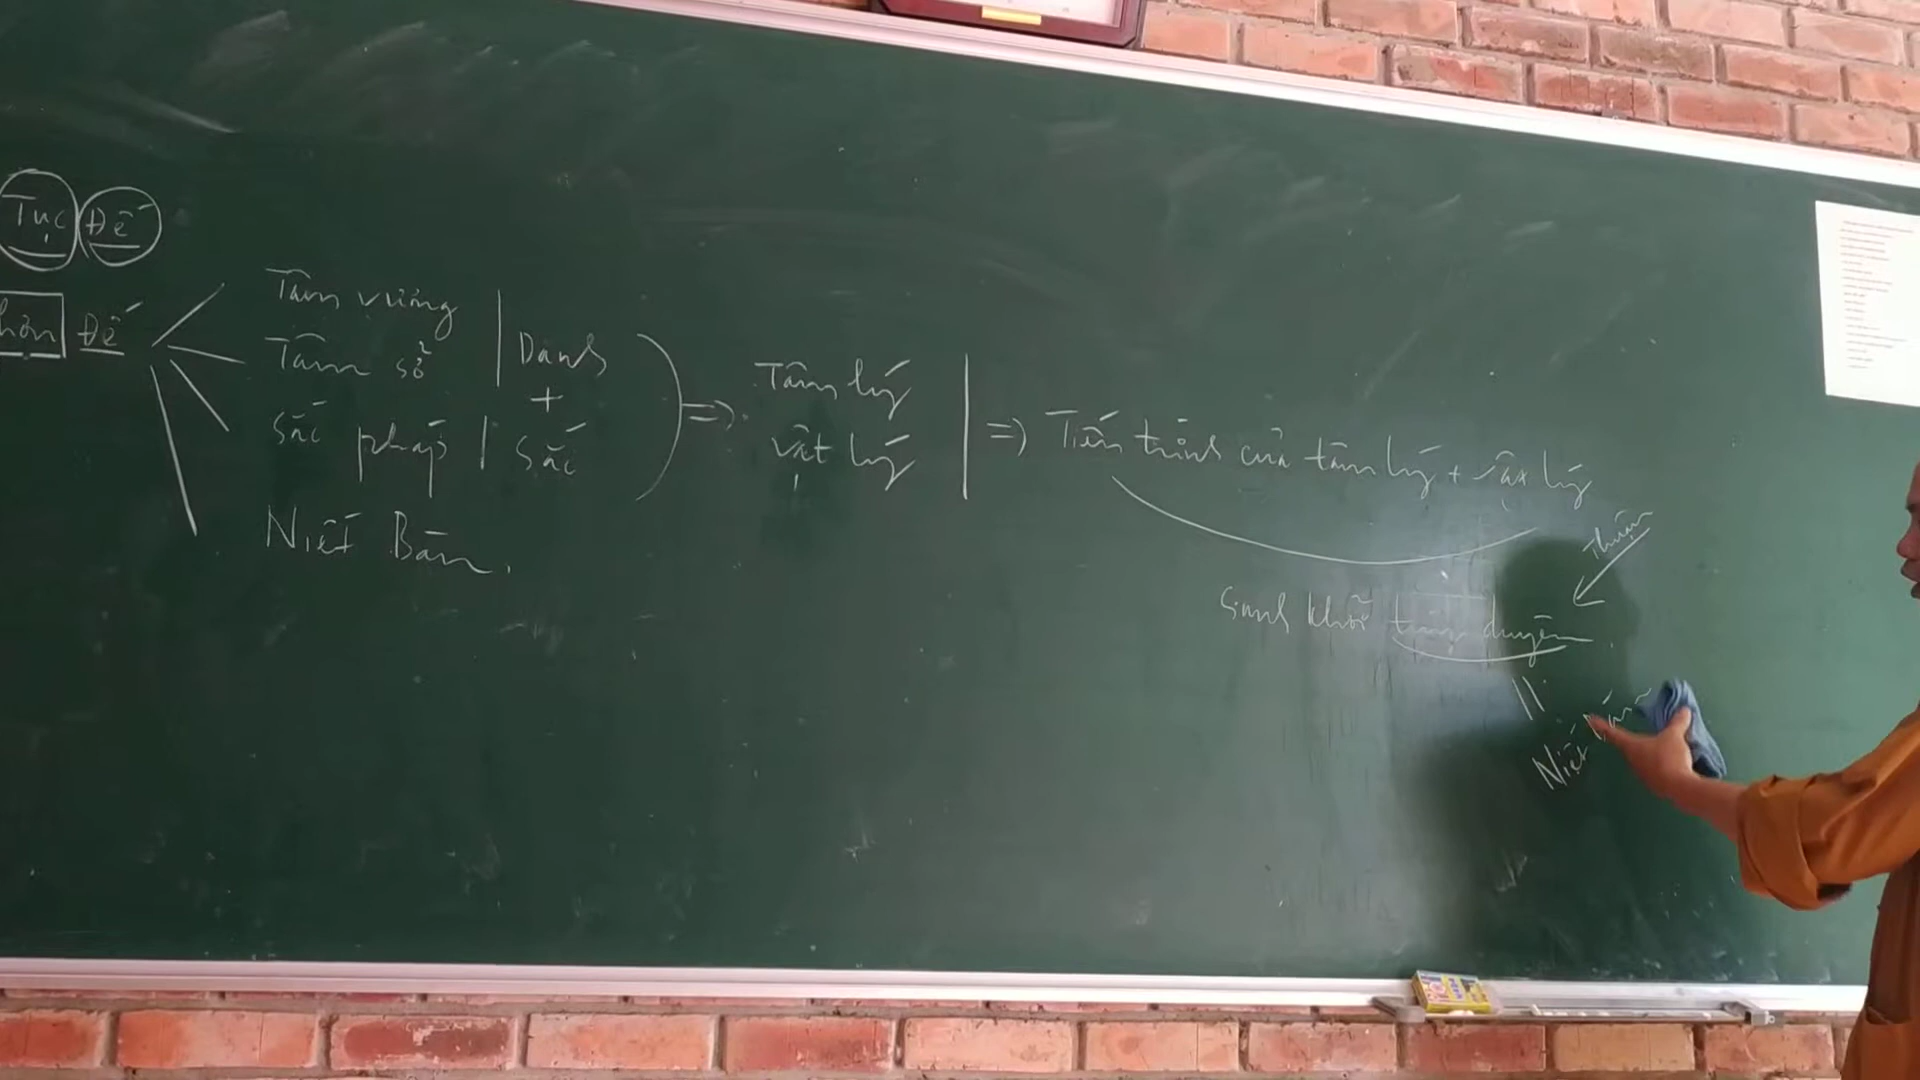 Tục Đế
Chân Đế
Tâm vương
Tâm sở
Sắc pháp | Sắc
Danh
+
Niết Bàn.
=> Tâm lý
vật lý
=> Tiến trình của tâm lý + vật lý
Thuận
Sinh khởi tùng duyên
Niết